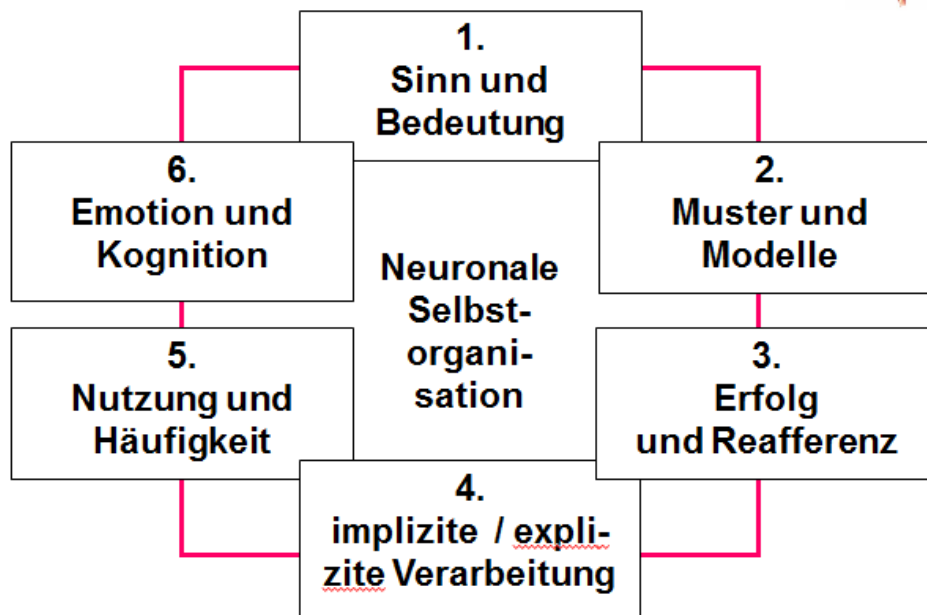 1.
Sinn und
Bedeutung
2.
Muster und
Modelle
3.
Erfolg
und Reafferenz
4.
implizite / expli-
zite Verarbeitung
5.
Nutzung und
Häufigkeit
6.
Emotion und
Kognition
Neuronale
Selbst-
organi-
sation